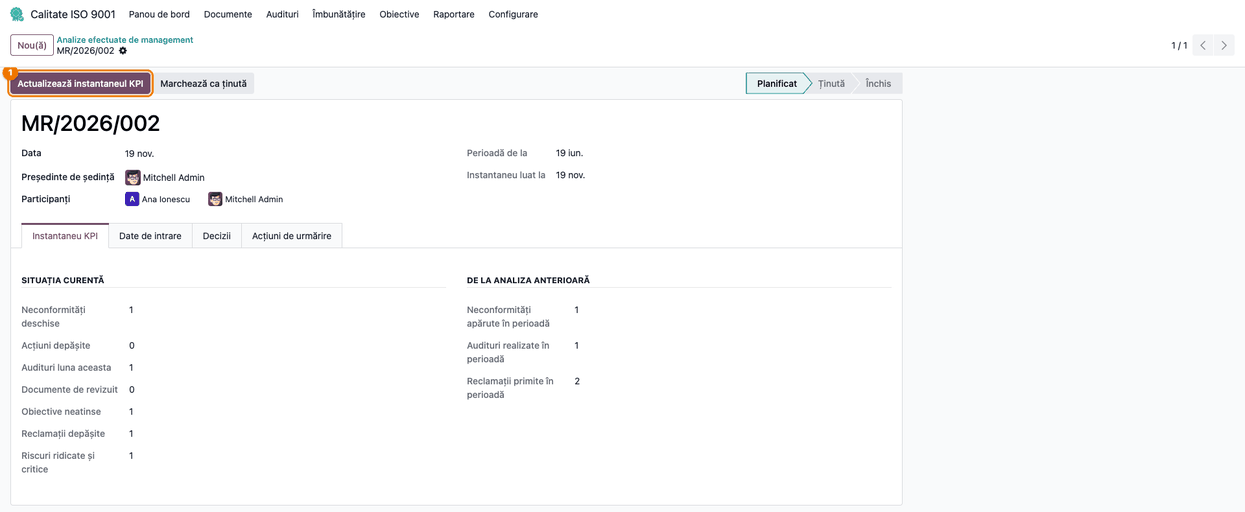 Calitate ISO 9001 Panou de bord Documente Audituri Îmbunătățire Obiective Raportare Configurare
Nou(ă) Analize efectuate de management
MR/2026/002
1 / 1
1
Actualizează instantaneul KPI Marchează ca ținută Planificat Ținută Închis
MR/2026/002
Data 19 nov. Perioadă de la 19 iun.
Președinte de ședință Mitchell Admin Instantaneu luat la 19 nov.
Participanți A Ana Ionescu Mitchell Admin
Instantaneu KPI Date de intrare Decizii Acțiuni de urmărire
SITUAȚIA CURENTĂ DE LA ANALIZA ANTERIOARĂ
Neconformități deschise 1
Acțiuni depășite 0
Audituri luna aceasta 1
Documente de revizuit 0
Obiective neatinse 1
Reclamații depășite 1
Riscuri ridicate și critice 1
Neconformități apărute în perioadă 1
Audituri realizate în perioadă 1
Reclamații primite în perioadă 2